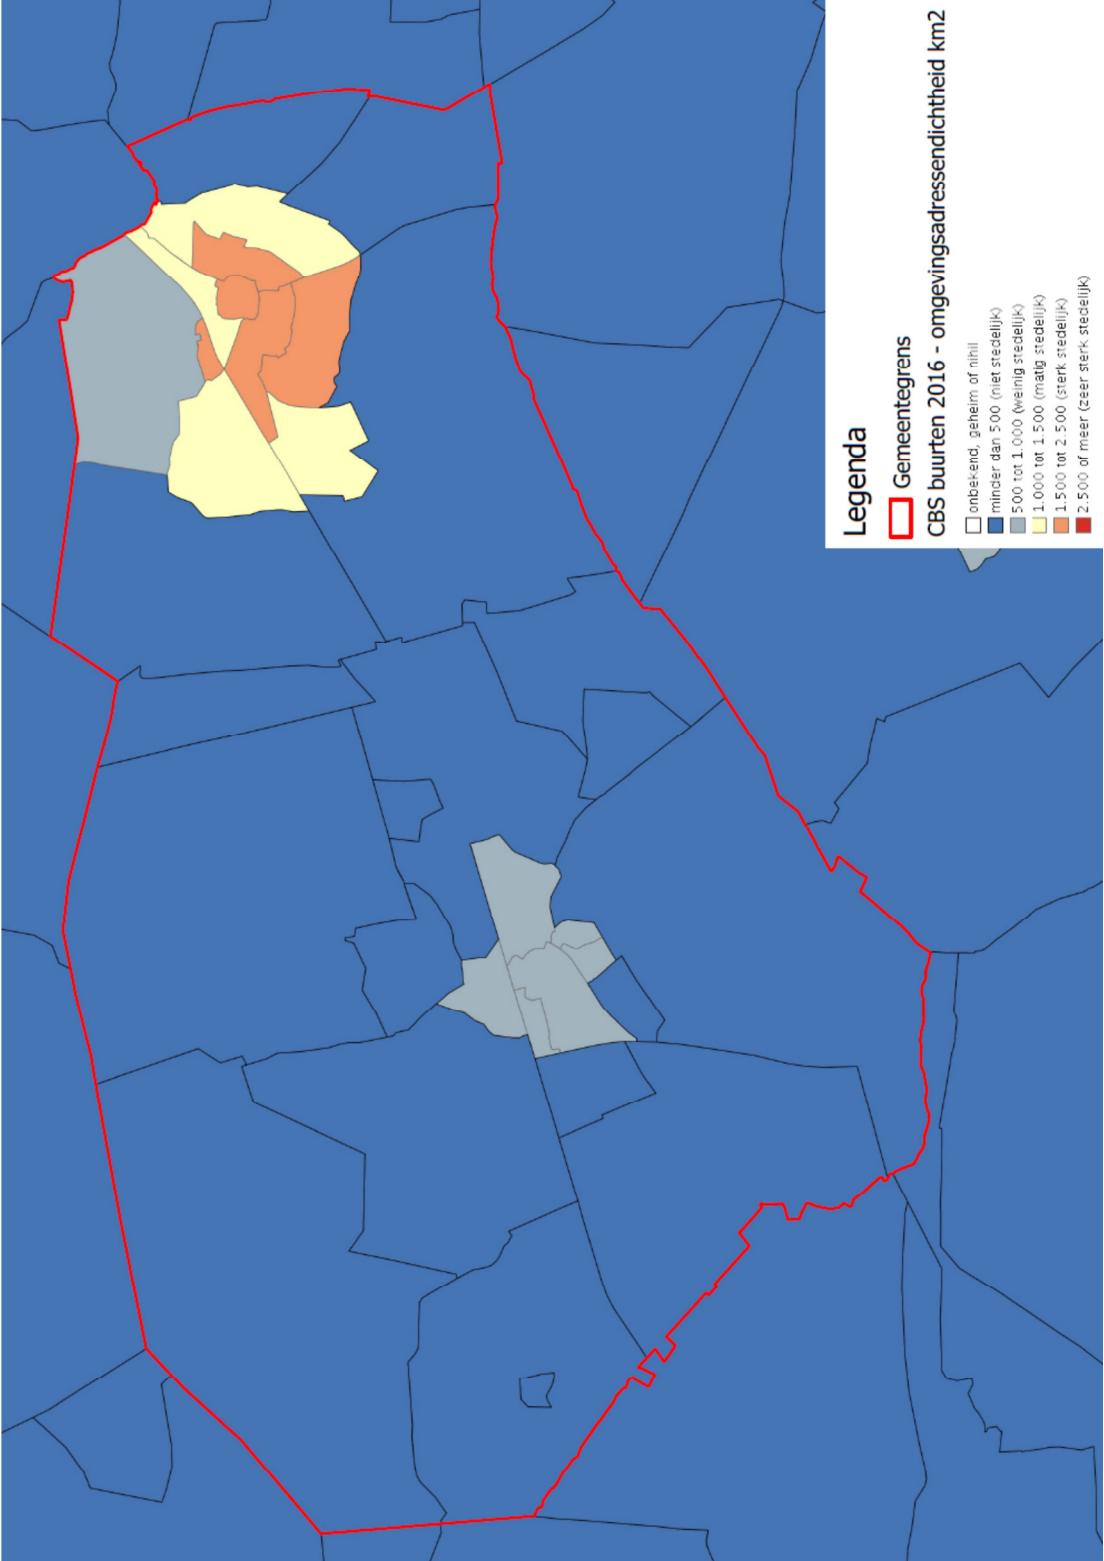 Legenda
Gemeentegrens
CBS buurten 2016 - omgevingsadressendichtheid km2
onbekend, geheim of nihil
minder dan 500 (niet stedelijk)
500 tot 1.000 (weinig stedelijk)
1.000 tot 1.500 (matig stedelijk)
1.500 tot 2.500 (sterk stedelijk)
2.500 of meer (zeer sterk stedelijk)